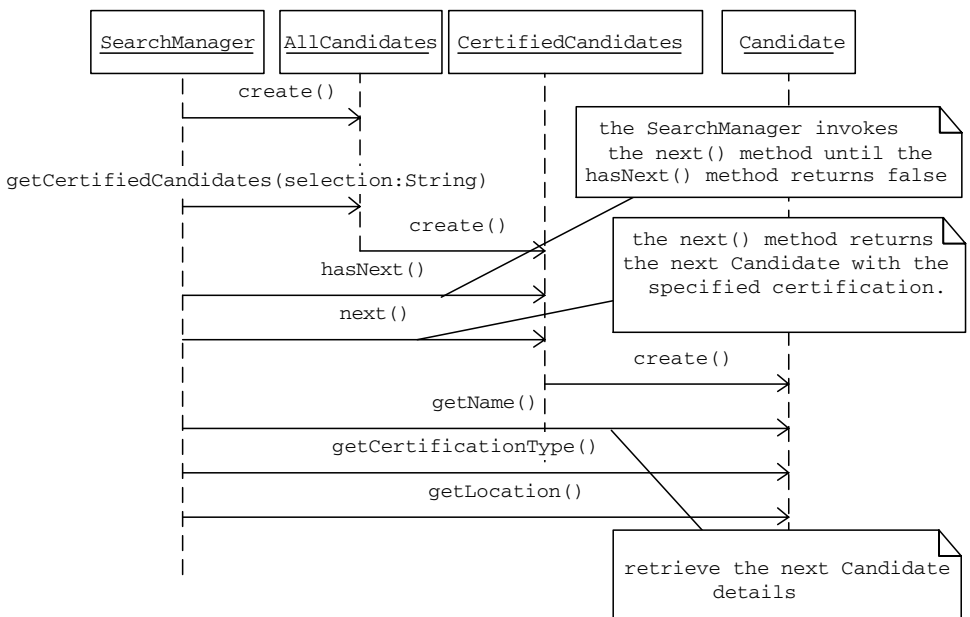 SearchManager
AllCandidates
CertifiedCandidates
Candidate
create()
the SearchManager invokes
the next() method until the
hasNext() method returns false
getCertifiedCandidates(selection:String)
create()
the next() method returns
the next Candidate with the
specified certification.
hasNext()
next()
create()
getName()
getCertificationType()
getLocation()
retrieve the next Candidate
details